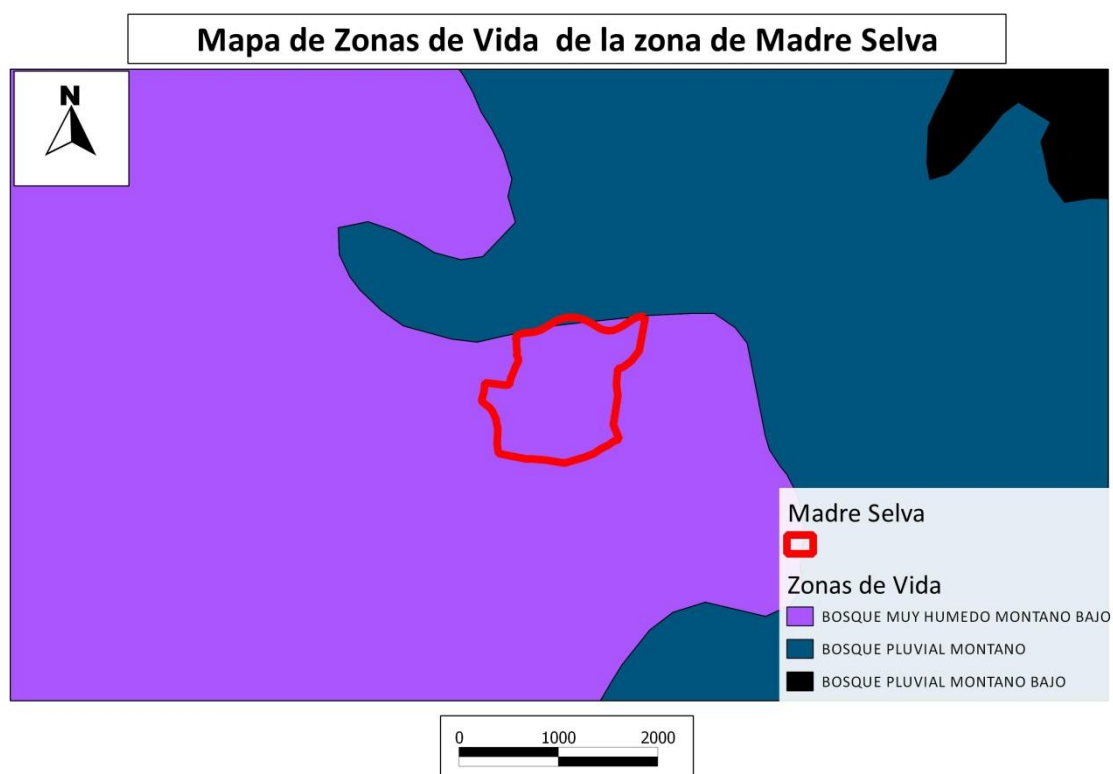 Mapa de Zonas de Vida de la zona de Madre Selva
N
Madre Selva
Zonas de Vida
BOSQUE MUY HUMEDO MONTANO BAJO
BOSQUE PLUVIAL MONTANO
BOSQUE PLUVIAL MONTANO BAJO
0 1000 2000